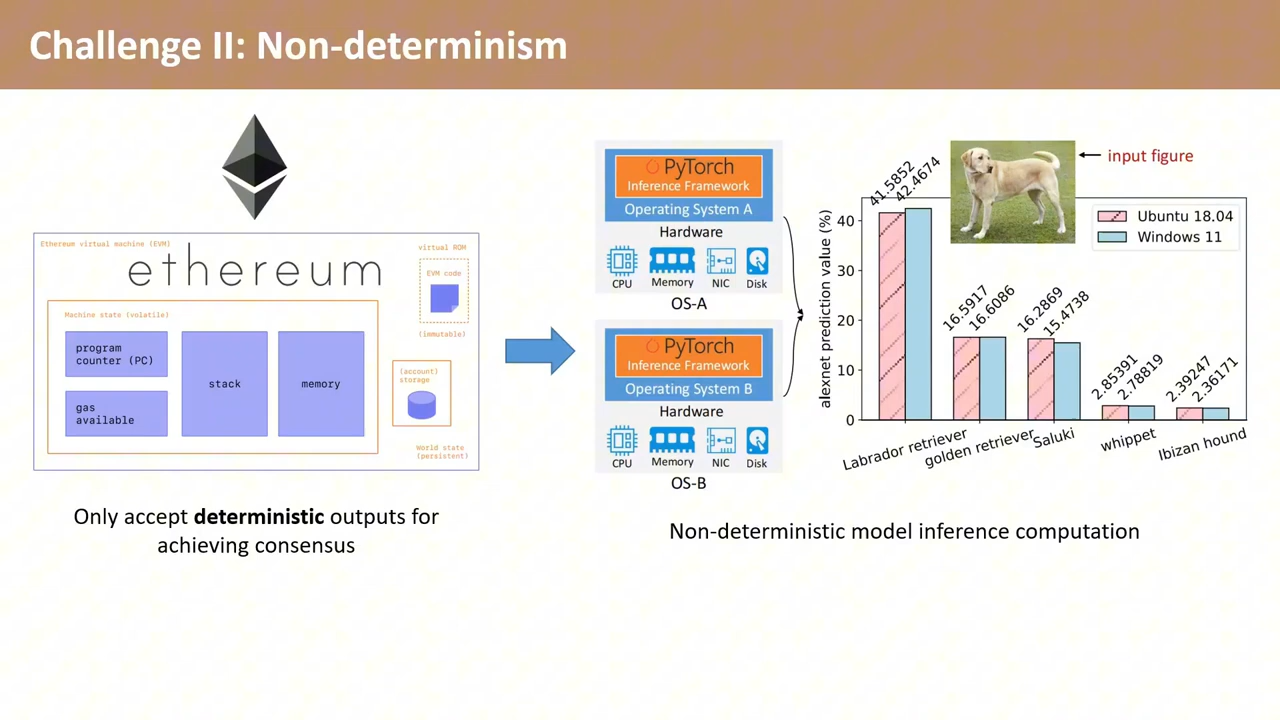 Challenge II: Non-determinism
Ethereum virtual machine (EVM)
ethereum
virtual ROM
EVM code
(immutable)
Machine state (volatile)
program
counter (PC)
gas
available
stack
memory
(account)
storage
World state
(persistent)
Only accept deterministic outputs for
achieving consensus
PyTorch
Inference Framework
Operating System A
Hardware
CPU
Memory
NIC
Disk
OS-A
PyTorch
Inference Framework
Operating System B
Hardware
CPU
Memory
NIC
Disk
OS-B
input figure
Ubuntu 18.04
Windows 11
alexnet prediction value (%)
40
30
20
10
0
41.5852
42.4674
16.5917
16.6086
16.2869
15.4738
2.85391
2.78819
2.39247
2.36171
Labrador retriever
golden retriever
Saluki
whippet
Ibizan hound
Non-deterministic model inference computation